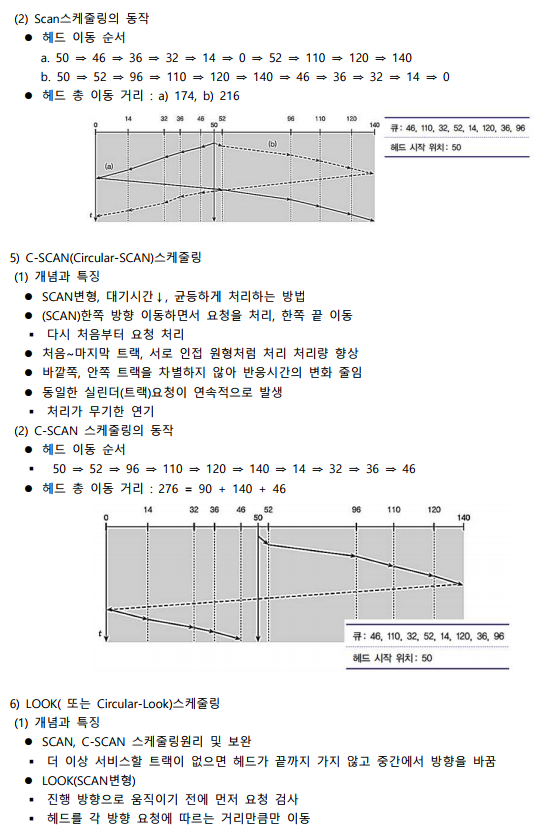 (2) Scan스케줄링의 동작
● 헤드 이동 순서
a. 50 ⇒ 46 ⇒ 36 ⇒ 32 ⇒ 14 ⇒ 0 ⇒ 52 ⇒ 110 ⇒ 120 ⇒ 140
b. 50 ⇒ 52 ⇒ 96 ⇒ 110 ⇒ 120 ⇒ 140 ⇒ 46 ⇒ 36 ⇒ 32 ⇒ 14 ⇒ 0
● 헤드 총 이동 거리 : a) 174, b) 216
0 14 32 36 46 50 52 96 110 120 140
(a)
(b)
t
큐: 46, 110, 32, 52, 14, 120, 36, 96
헤드 시작 위치: 50
5) C-SCAN(Circular-SCAN)스케줄링
(1) 개념과 특징
● SCAN변형, 대기시간↓, 균등하게 처리하는 방법
● (SCAN)한쪽 방향 이동하면서 요청을 처리, 한쪽 끝 이동
▪ 다시 처음부터 요청 처리
● 처음~마지막 트랙, 서로 인접 원형처럼 처리 처리량 향상
● 바깥쪽, 안쪽 트랙을 차별하지 않아 반응시간의 변화 줄임
● 동일한 실린더(트랙)요청이 연속적으로 발생
▪ 처리가 무기한 연기
(2) C-SCAN 스케줄링의 동작
● 헤드 이동 순서
▪ 50 ⇒ 52 ⇒ 96 ⇒ 110 ⇒ 120 ⇒ 140 ⇒ 14 ⇒ 32 ⇒ 36 ⇒ 46
● 헤드 총 이동 거리 : 276 = 90 + 140 + 46
0 14 32 36 46 50 52 96 110 120 140
t
큐: 46, 110, 32, 52, 14, 120, 36, 96
헤드 시작 위치: 50
6) LOOK( 또는 Circular-Look)스케줄링
(1) 개념과 특징
● SCAN, C-SCAN 스케줄링원리 및 보완
▪ 더 이상 서비스할 트랙이 없으면 헤드가 끝까지 가지 않고 중간에서 방향을 바꿈
● LOOK(SCAN변형)
▪ 진행 방향으로 움직이기 전에 먼저 요청 검사
▪ 헤드를 각 방향 요청에 따르는 거리만큼만 이동